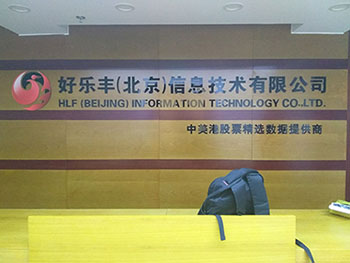 好乐丰(北京)信息技术有限公司
HLF (BEIJING) INFORMATION TECHNOLOGY CO.,LTD.
中美港股票精选数据提供商